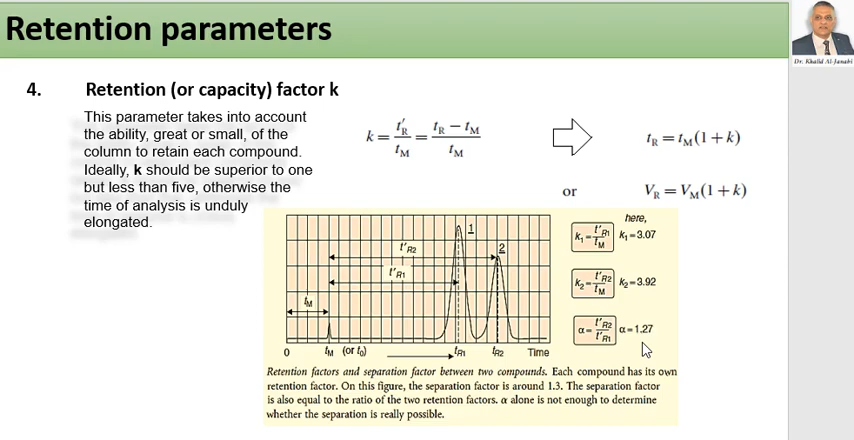 Retention parameters
Dr. Khalid Al-Janabi
4. Retention (or capacity) factor k
This parameter takes into account
the ability, great or small, of the
column to retain each compound.
Ideally, k should be superior to one
but less than five, otherwise the
time of analysis is unduly
elongated.
k = t′R / tM = (tR − tM) / tM
tR = tM(1 + k)
or VR = VM(1 + k)
here,
k1 = t′R1 / tM k1=3.07
k2 = t′R2 / tM k2=3.92
α = t′R2 / t′R1 α=1.27
1
2
t′R2
t′R1
tM
0 tM (or t0) tR1 tR2 Time
Retention factors and separation factor between two compounds. Each compound has its own
retention factor. On this figure, the separation factor is around 1.3. The separation factor
is also equal to the ratio of the two retention factors. α alone is not enough to determine
whether the separation is really possible.